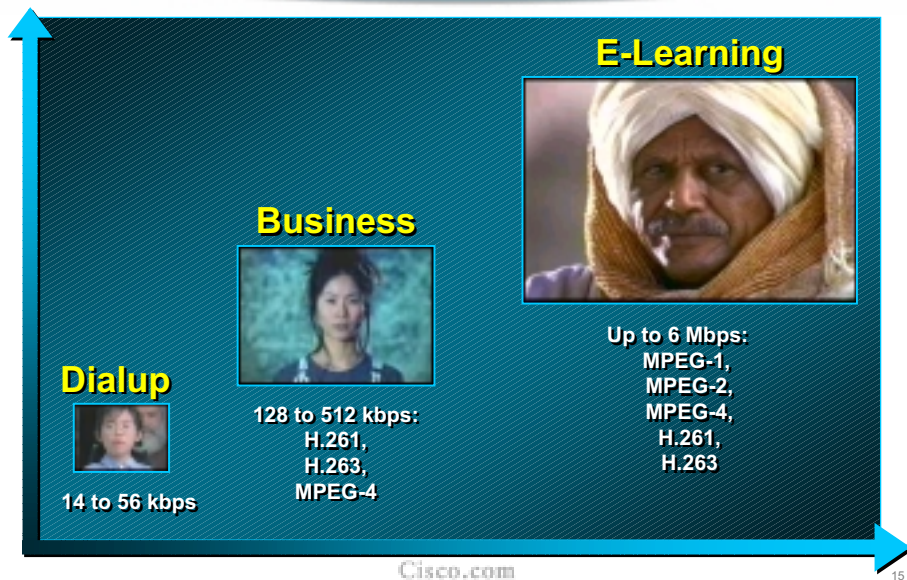 E-Learning
Business
Dialup
14 to 56 kbps
128 to 512 kbps:
H.261,
H.263,
MPEG-4
Up to 6 Mbps:
MPEG-1,
MPEG-2,
MPEG-4,
H.261,
H.263
Cisco.com
15